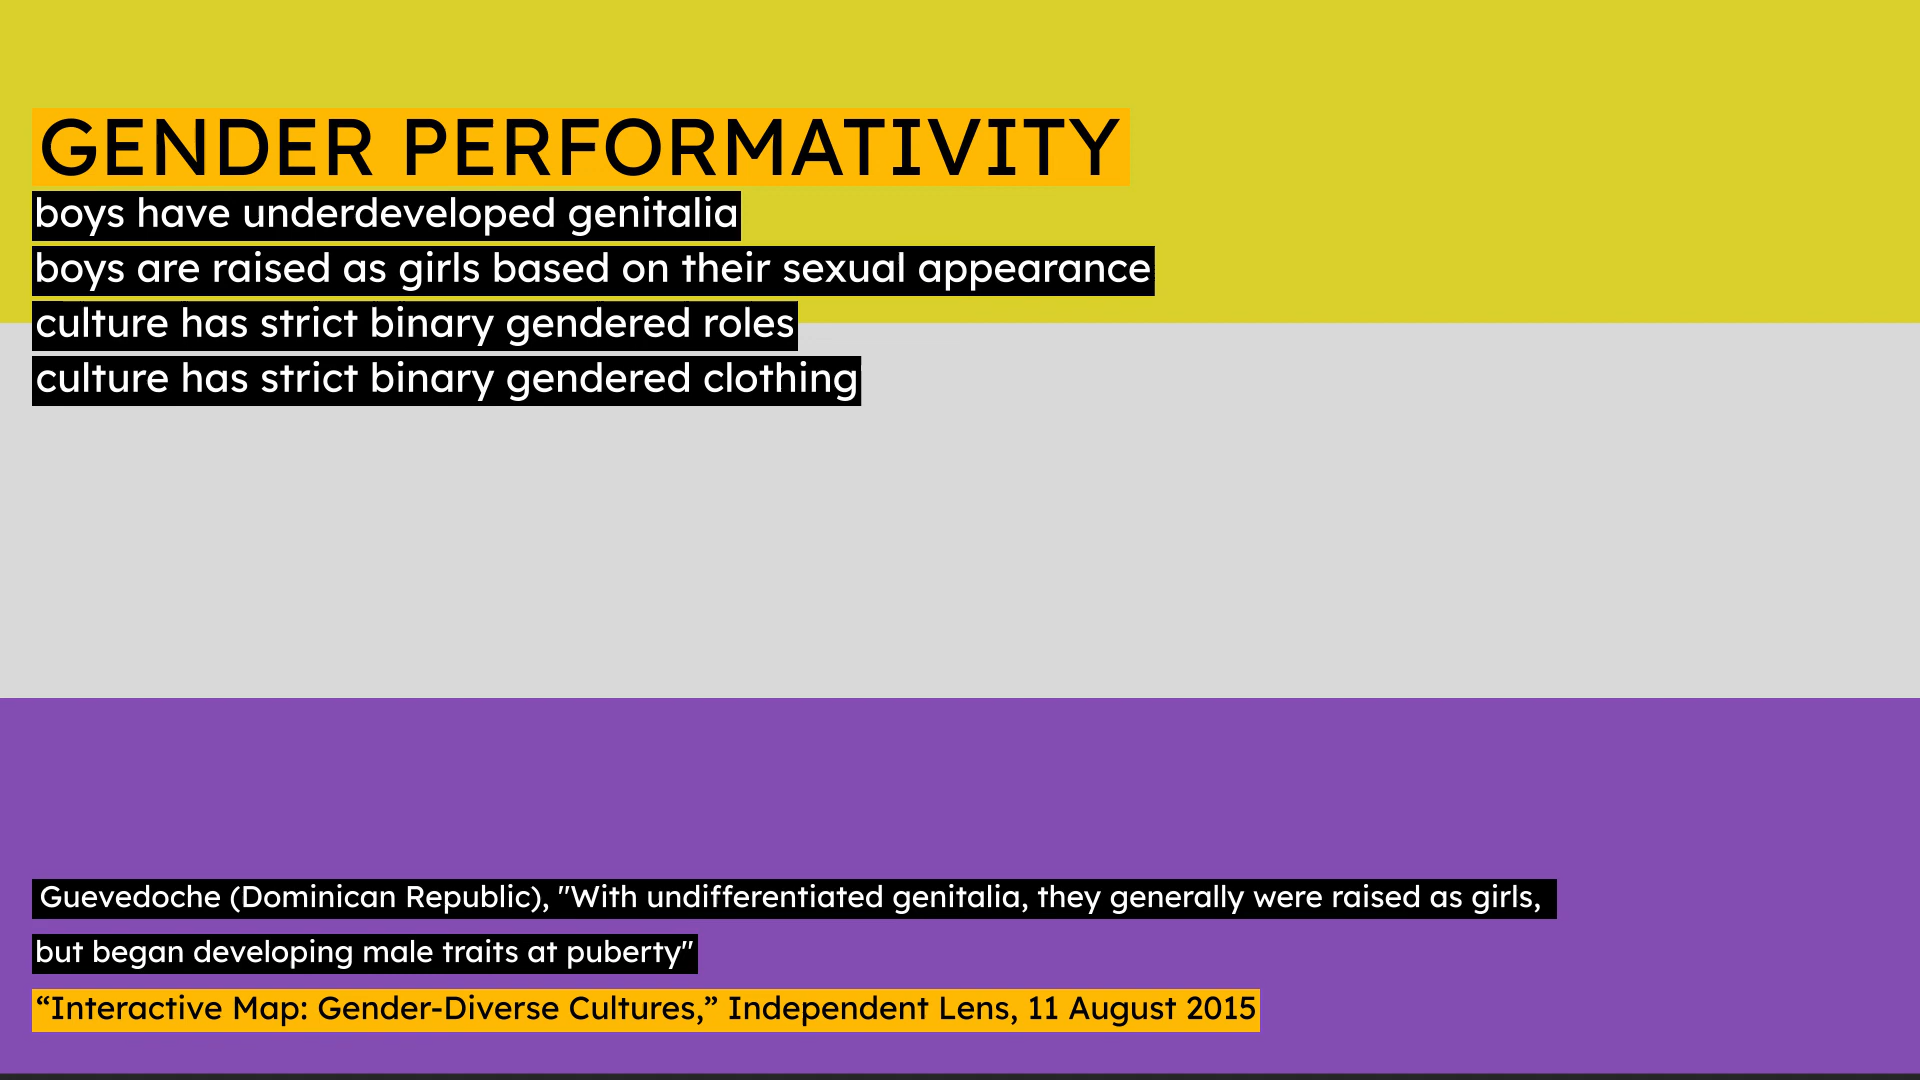 GENDER PERFORMATIVITY
boys have underdeveloped genitalia
boys are raised as girls based on their sexual appearance
culture has strict binary gendered roles
culture has strict binary gendered clothing
Guevedoche (Dominican Republic), "With undifferentiated genitalia, they generally were raised as girls,
but began developing male traits at puberty"
“Interactive Map: Gender-Diverse Cultures,” Independent Lens, 11 August 2015